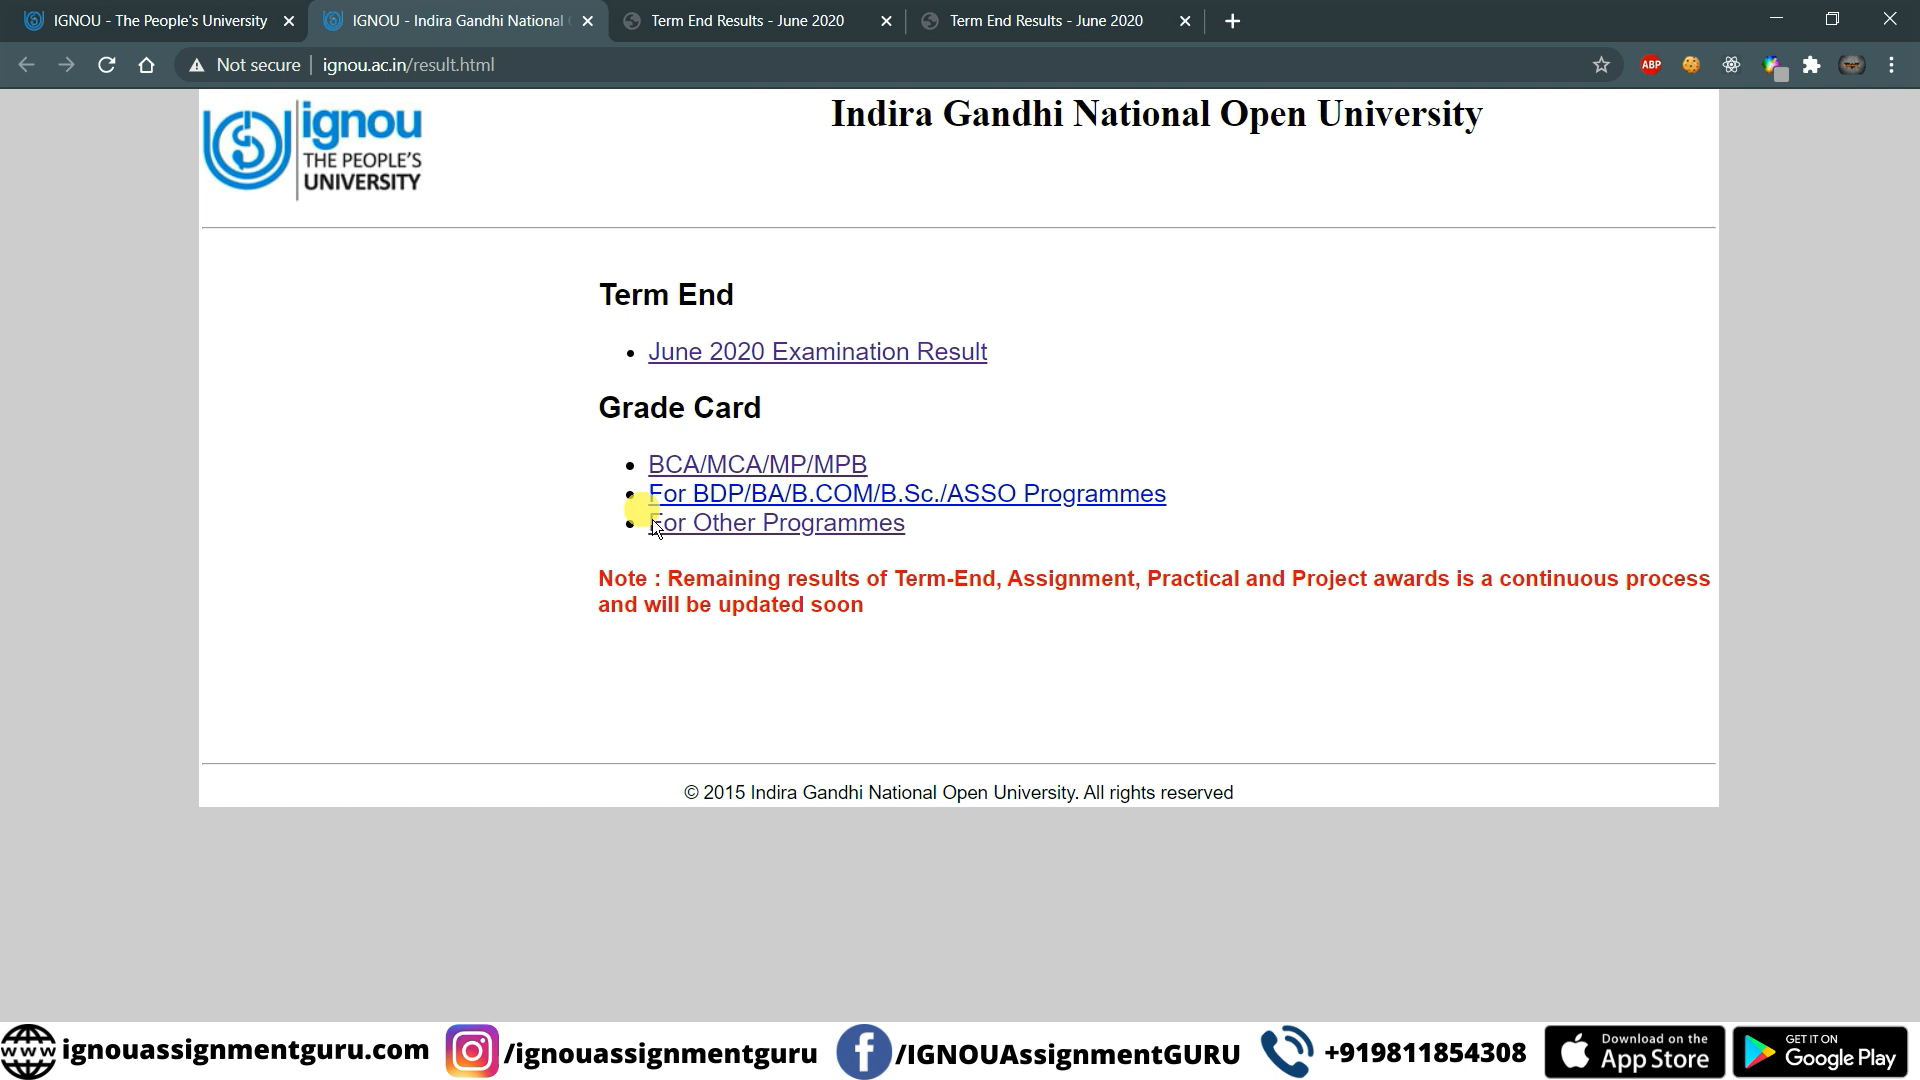 IGNOU - The People's University
IGNOU - Indira Gandhi National
Term End Results - June 2020
Term End Results - June 2020
Not secure
ignou.ac.in/result.html
ABP
ignou
THE PEOPLE'S
UNIVERSITY
Indira Gandhi National Open University
Term End
June 2020 Examination Result
Grade Card
BCA/MCA/MP/MPB
For BDP/BA/B.COM/B.Sc./ASSO Programmes
For Other Programmes
Note : Remaining results of Term-End, Assignment, Practical and Project awards is a continuous process
and will be updated soon
© 2015 Indira Gandhi National Open University. All rights reserved
www
ignouassignmentguru.com
/ignouassignmentguru
/IGNOUAssignmentGURU
+919811854308
Download on the
App Store
GET IT ON
Google Play